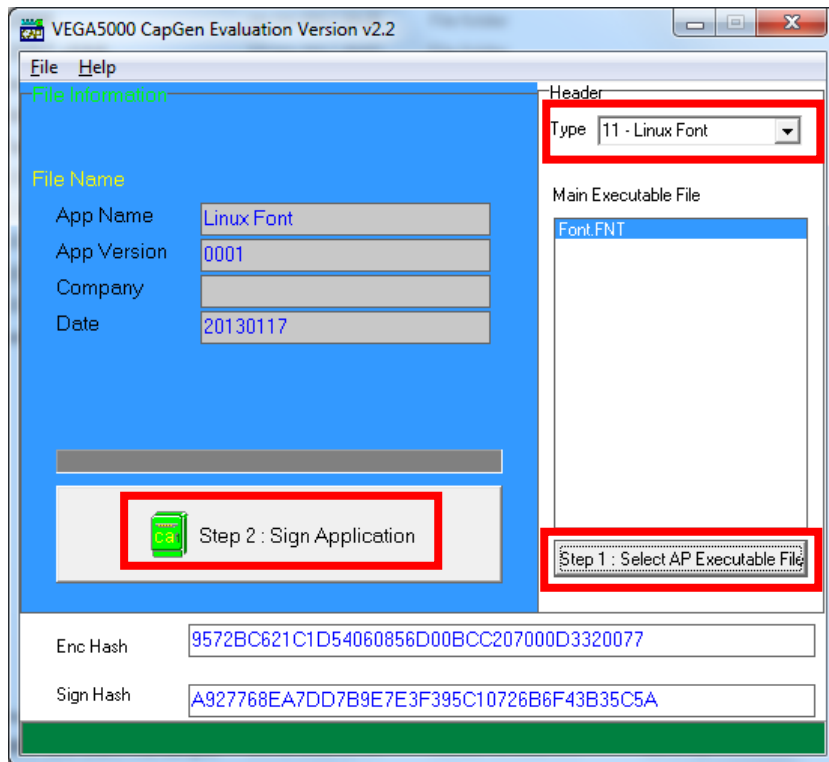 VEGA5000 CapGen Evaluation Version v2.2
File Help
File Information
File Name
App Name Linux Font
App Version 0001
Company
Date 20130117
ca
Step 2 : Sign Application
Header
Type 11 - Linux Font
Main Executable File
Font.FNT
Step 1 : Select AP Executable File
Enc Hash 9572BC621C1D54060856D00BCC207000D3320077
Sign Hash A927768EA7DD7B9E7E3F395C10726B6F43B35C5A